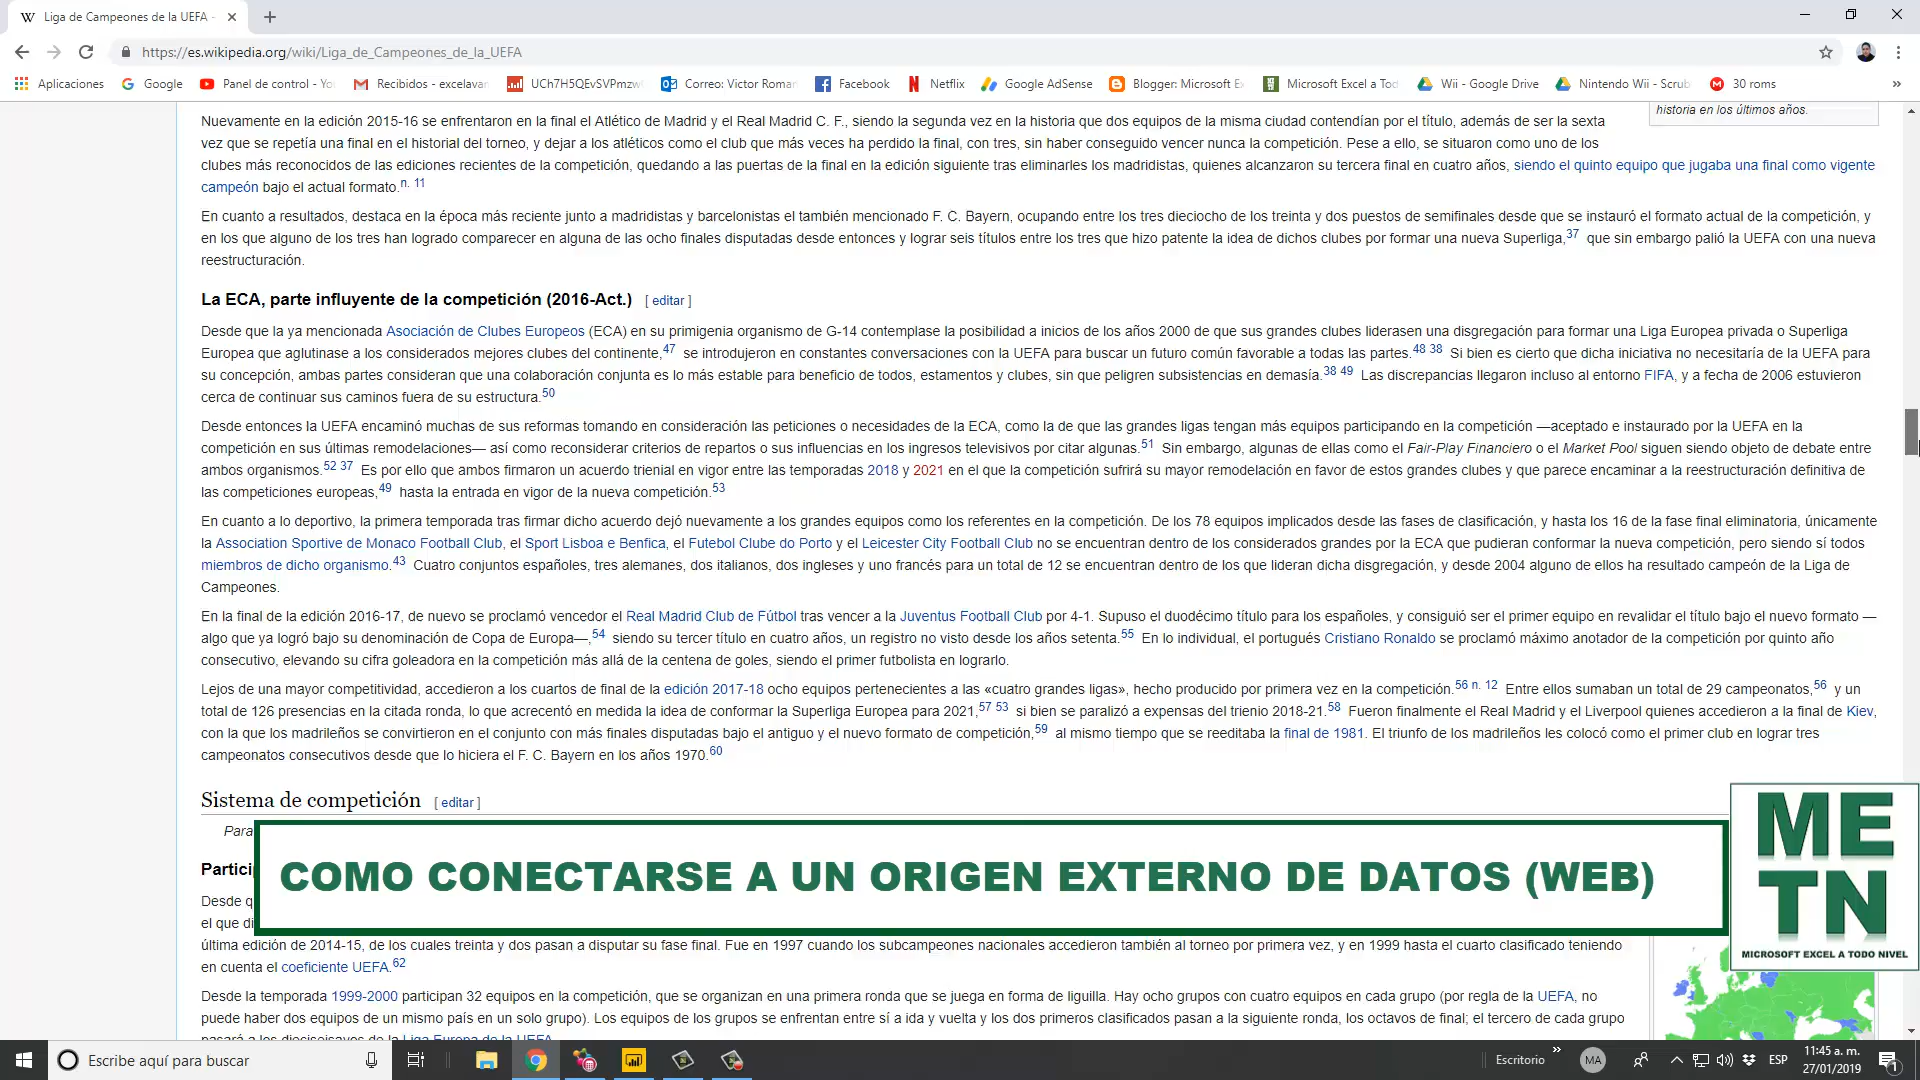 Liga de Campeones de la UEFA -
https://es.wikipedia.org/wiki/Liga_de_Campeones_de_la_UEFA
Aplicaciones Google Panel de control - Yo Recibidos - excelavan UCh7H5QEvSVPmzw Correo: Victor Roma Facebook Netflix Google AdSense Blogger: Microsoft Ex Microsoft Excel a Tod Wii - Google Drive Nintendo Wii - Scrub 30 roms »
historia en los últimos años.
Nuevamente en la edición 2015-16 se enfrentaron en la final el Atlético de Madrid y el Real Madrid C. F., siendo la segunda vez en la historia que dos equipos de la misma ciudad contendían por el título, además de ser la sexta
vez que se repetía una final en el historial del torneo, y dejar a los atléticos como el club que más veces ha perdido la final, con tres, sin haber conseguido vencer nunca la competición. Pese a ello, se situaron como uno de los
clubes más reconocidos de las ediciones recientes de la competición, quedando a las puertas de la final en la edición siguiente tras eliminarles los madridistas, quienes alcanzaron su tercera final en cuatro años, siendo el quinto equipo que jugaba una final como vigente
campeón bajo el actual formato.n. 11
En cuanto a resultados, destaca en la época más reciente junto a madridistas y barcelonistas el también mencionado F. C. Bayern, ocupando entre los tres dieciocho de los treinta y dos puestos de semifinales desde que se instauró el formato actual de la competición, y
en los que alguno de los tres han logrado comparecer en alguna de las ocho finales disputadas desde entonces y lograr seis títulos entre los tres que hizo patente la idea de dichos clubes por formar una nueva Superliga,37 que sin embargo palió la UEFA con una nueva
reestructuración.
La ECA, parte influyente de la competición (2016-Act.) [ editar ]
Desde que la ya mencionada Asociación de Clubes Europeos (ECA) en su primigenia organismo de G-14 contemplase la posibilidad a inicios de los años 2000 de que sus grandes clubes liderasen una disgregación para formar una Liga Europea privada o Superliga
Europea que aglutinase a los considerados mejores clubes del continente,47 se introdujeron en constantes conversaciones con la UEFA para buscar un futuro común favorable a todas las partes.48 38 Si bien es cierto que dicha iniciativa no necesitaría de la UEFA para
su concepción, ambas partes consideran que una colaboración conjunta es lo más estable para beneficio de todos, estamentos y clubes, sin que peligren subsistencias en demasía.38 49 Las discrepancias llegaron incluso al entorno FIFA, y a fecha de 2006 estuvieron
cerca de continuar sus caminos fuera de su estructura.50
Desde entonces la UEFA encaminó muchas de sus reformas tomando en consideración las peticiones o necesidades de la ECA, como la de que las grandes ligas tengan más equipos participando en la competición —aceptado e instaurado por la UEFA en la
competición en sus últimas remodelaciones— así como reconsiderar criterios de repartos o sus influencias en los ingresos televisivos por citar algunas.51 Sin embargo, algunas de ellas como el Fair-Play Financiero o el Market Pool siguen siendo objeto de debate entre
ambos organismos.52 37 Es por ello que ambos firmaron un acuerdo trienial en vigor entre las temporadas 2018 y 2021 en el que la competición sufrirá su mayor remodelación en favor de estos grandes clubes y que parece encaminar a la reestructuración definitiva de
las competiciones europeas,49 hasta la entrada en vigor de la nueva competición.53
En cuanto a lo deportivo, la primera temporada tras firmar dicho acuerdo dejó nuevamente a los grandes equipos como los referentes en la competición. De los 78 equipos implicados desde las fases de clasificación, y hasta los 16 de la fase final eliminatoria, únicamente
la Association Sportive de Monaco Football Club, el Sport Lisboa e Benfica, el Futebol Clube do Porto y el Leicester City Football Club no se encuentran dentro de los considerados grandes por la ECA que pudieran conformar la nueva competición, pero siendo sí todos
miembros de dicho organismo.43 Cuatro conjuntos españoles, tres alemanes, dos italianos, dos ingleses y uno francés para un total de 12 se encuentran dentro de los que lideran dicha disgregación, y desde 2004 alguno de ellos ha resultado campeón de la Liga de
Campeones.
En la final de la edición 2016-17, de nuevo se proclamó vencedor el Real Madrid Club de Fútbol tras vencer a la Juventus Football Club por 4-1. Supuso el duodécimo título para los españoles, y consiguió ser el primer equipo en revalidar el título bajo el nuevo formato —
algo que ya logró bajo su denominación de Copa de Europa—,54 siendo su tercer título en cuatro años, un registro no visto desde los años setenta.55 En lo individual, el portugués Cristiano Ronaldo se proclamó máximo anotador de la competición por quinto año
consecutivo, elevando su cifra goleadora en la competición más allá de la centena de goles, siendo el primer futbolista en lograrlo.
Lejos de una mayor competitividad, accedieron a los cuartos de final de la edición 2017-18 ocho equipos pertenecientes a las «cuatro grandes ligas», hecho producido por primera vez en la competición.56 n. 12 Entre ellos sumaban un total de 29 campeonatos,56 y un
total de 126 presencias en la citada ronda, lo que acrecentó en medida la idea de conformar la Superliga Europea para 2021,57 53 si bien se paralizó a expensas del trienio 2018-21.58 Fueron finalmente el Real Madrid y el Liverpool quienes accedieron a la final de Kiev,
con la que los madrileños se convirtieron en el conjunto con más finales disputadas bajo el antiguo y el nuevo formato de competición,59 al mismo tiempo que se reeditaba la final de 1981. El triunfo de los madrileños les colocó como el primer club en lograr tres
campeonatos consecutivos desde que lo hiciera el F. C. Bayern en los años 1970.60
Sistema de competición [ editar ]
Para
Partici
COMO CONECTARSE A UN ORIGEN EXTERNO DE DATOS (WEB)
ME
TN
MICROSOFT EXCEL A TODO NIVEL
Desde q
el que di
última edición de 2014-15, de los cuales treinta y dos pasan a disputar su fase final. Fue en 1997 cuando los subcampeones nacionales accedieron también al torneo por primera vez, y en 1999 hasta el cuarto clasificado teniendo
en cuenta el coeficiente UEFA.62
Desde la temporada 1999-2000 participan 32 equipos en la competición, que se organizan en una primera ronda que se juega en forma de liguilla. Hay ocho grupos con cuatro equipos en cada grupo (por regla de la UEFA, no
puede haber dos equipos de un mismo país en un solo grupo). Los equipos de los grupos se enfrentan entre sí a ida y vuelta y los dos primeros clasificados pasan a la siguiente ronda, los octavos de final; el tercero de cada grupo
pasará a los dieciseisavos de la Liga Europa de la UEFA.
Escribe aquí para buscar
Escritorio » MA ESP 11:45 a. m.
27/01/2019 1